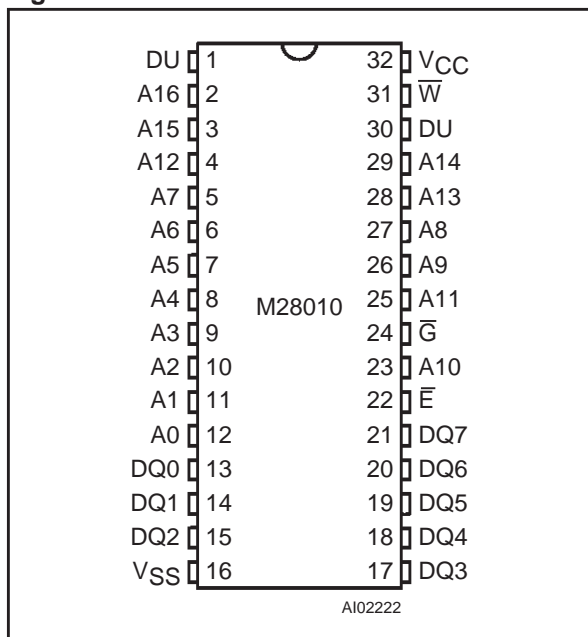 DU 1 32 VCC
A16 2 31 W̅
A15 3 30 DU
A12 4 29 A14
A7 5 28 A13
A6 6 27 A8
A5 7 26 A9
A4 8 25 A11
M28010
A3 9 24 G̅
A2 10 23 A10
A1 11 22 E̅
A0 12 21 DQ7
DQ0 13 20 DQ6
DQ1 14 19 DQ5
DQ2 15 18 DQ4
VSS 16 17 DQ3
AI02222